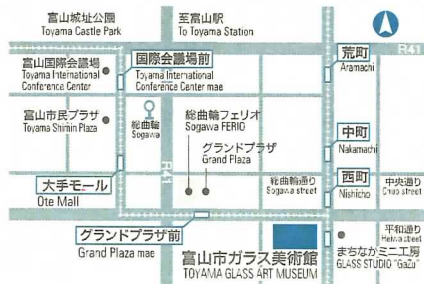 富山城址公園
Toyama Castle Park
至富山駅
To Toyama Station
R41
富山国際会議場
Toyama International
Conference Center
国際会議場前
Toyama International
Conference Center mae
荒町
Aramachi
富山市民プラザ
Toyama Shimin Plaza
総曲輪
Sogawa
総曲輪フェリオ
Sogawa FERIO
グランドプラザ
Grand Plaza
中町
Nakamachi
R41
大手モール
Ote Mall
総曲輪通り
Sogawa street
西町
Nishicho
中央通り
Chuo street
グランドプラザ前
Grand Plaza mae
富山市ガラス美術館
TOYAMA GLASS ART MUSEUM
平和通り
Heiwa street
まちなかミニ工房
GLASS STUDIO "GaZu"